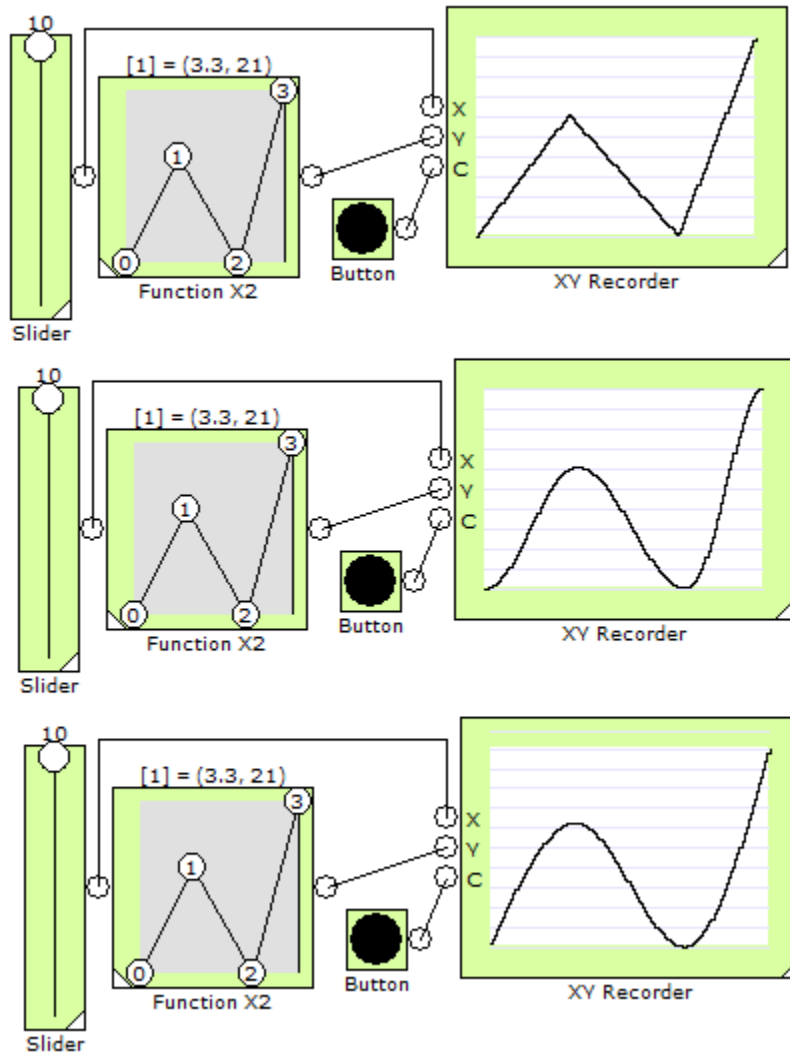 10
[1] = (3.3, 21)
3
X
1
Y
C
0
2
Button
Function X2
XY Recorder
Slider
10
[1] = (3.3, 21)
3
X
1
Y
C
0
2
Button
Function X2
XY Recorder
Slider
10
[1] = (3.3, 21)
3
X
1
Y
C
0
2
Button
Function X2
XY Recorder
Slider